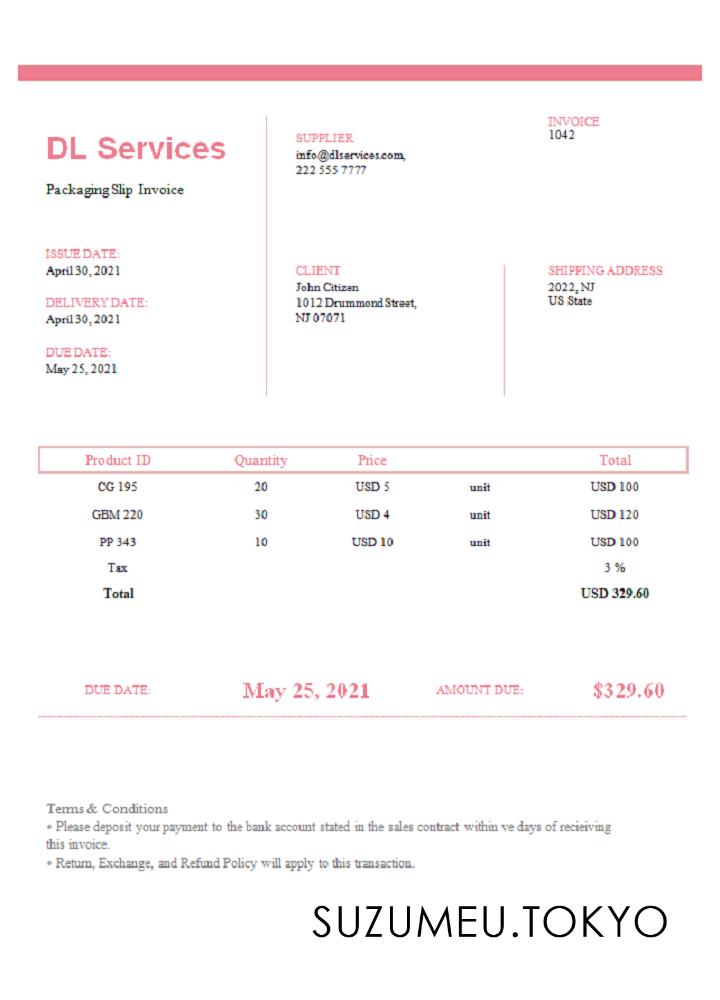 DL Services
Packaging Slip Invoice
SUPPLIER
info@dlservices.com,
222 555 7777
INVOICE
1042
ISSUE DATE:
April 30, 2021
DELIVERY DATE:
April 30, 2021
DUE DATE:
May 25, 2021
CLIENT
John Citizen
1012 Drummond Street,
NJ 07071
SHIPPING ADDRESS
2022, NJ
US State
Product ID Quantity Price Total
CG 195 20 USD 5 unit USD 100
GBM 220 30 USD 4 unit USD 120
PP 343 10 USD 10 unit USD 100
Tax 3 %
Total USD 329.60
DUE DATE: May 25, 2021 AMOUNT DUE: $329.60
Terms & Conditions
• Please deposit your payment to the bank account stated in the sales contract within ve days of recieiving
this invoice.
• Return, Exchange, and Refund Policy will apply to this transaction.
SUZUMEU.TOKYO